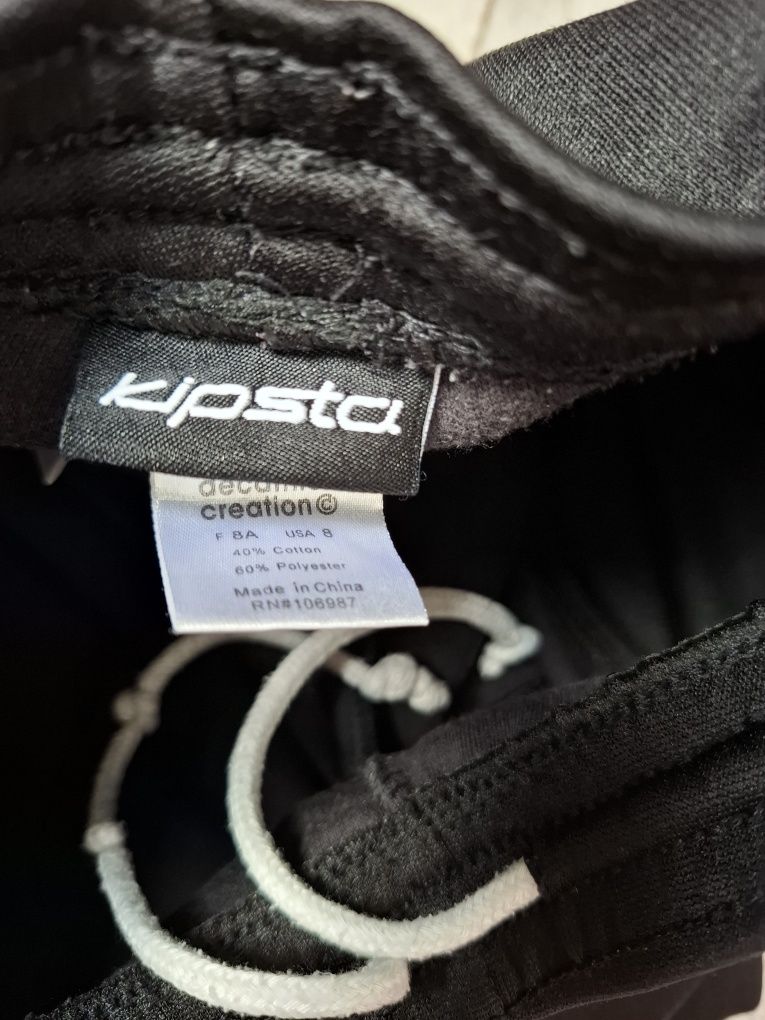 kipsta
creation©
F 8A USA 8
40% Cotton
60% Polyester
Made in China
RN#106987